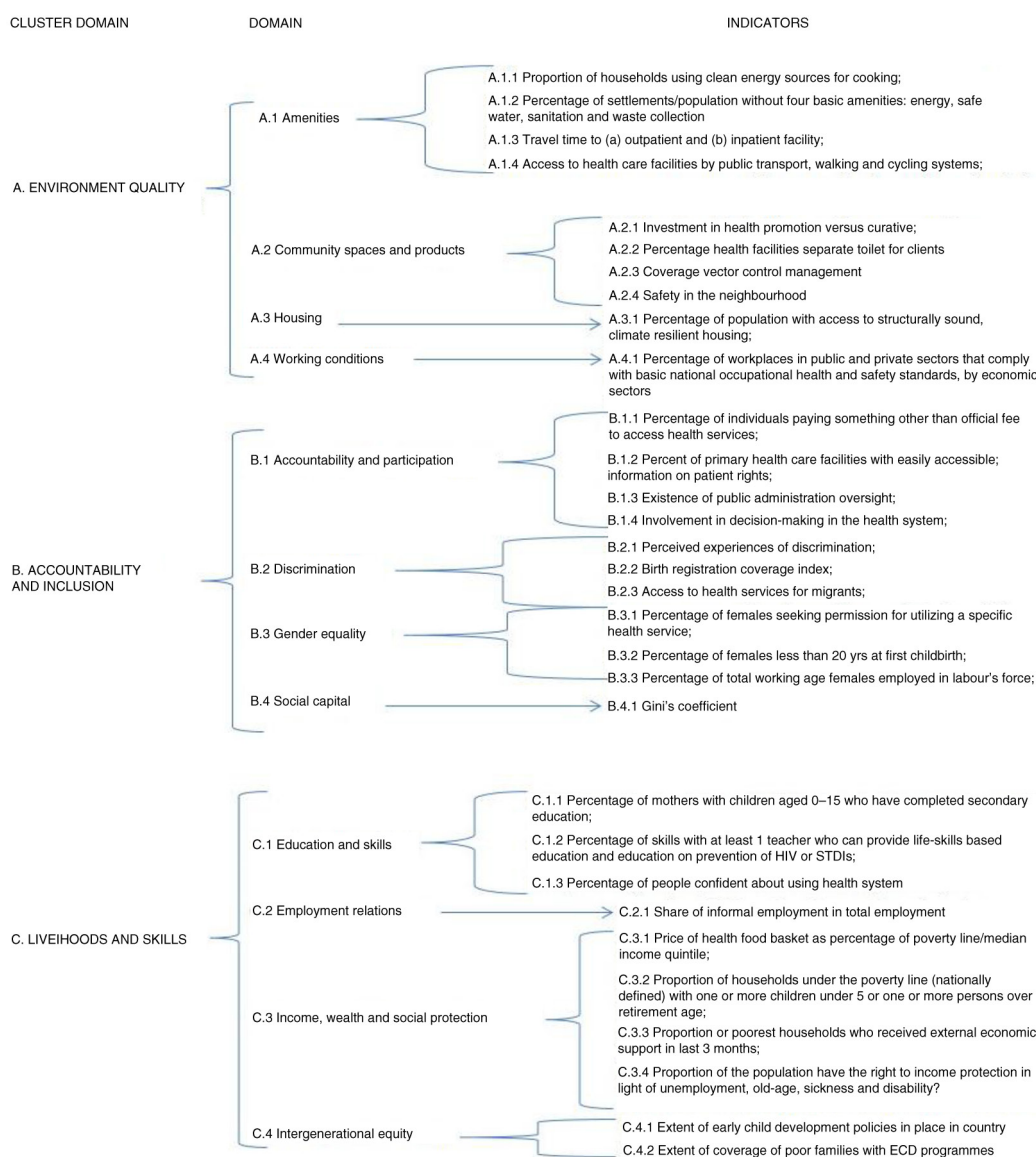 CLUSTER DOMAIN
DOMAIN
INDICATORS
A. ENVIRONMENT QUALITY
A.1 Amenities
A.1.1 Proportion of households using clean energy sources for cooking;
A.1.2 Percentage of settlements/population without four basic amenities: energy, safe
water, sanitation and waste collection
A.1.3 Travel time to (a) outpatient and (b) inpatient facility;
A.1.4 Access to health care facilities by public transport, walking and cycling systems;
A.2 Community spaces and products
A.2.1 Investment in health promotion versus curative;
A.2.2 Percentage health facilities separate toilet for clients
A.2.3 Coverage vector control management
A.2.4 Safety in the neighbourhood
A.3 Housing
A.3.1 Percentage of population with access to structurally sound,
climate resilient housing;
A.4 Working conditions
A.4.1 Percentage of workplaces in public and private sectors that comply
with basic national occupational health and safety standards, by economic
sectors
B. ACCOUNTABILITY
AND INCLUSION
B.1 Accountability and participation
B.1.1 Percentage of individuals paying something other than official fee
to access health services;
B.1.2 Percent of primary health care facilities with easily accessible;
information on patient rights;
B.1.3 Existence of public administration oversight;
B.1.4 Involvement in decision-making in the health system;
B.2 Discrimination
B.2.1 Perceived experiences of discrimination;
B.2.2 Birth registration coverage index;
B.2.3 Access to health services for migrants;
B.3 Gender equality
B.3.1 Percentage of females seeking permission for utilizing a specific
health service;
B.3.2 Percentage of females less than 20 yrs at first childbirth;
B.3.3 Percentage of total working age females employed in labour's force;
B.4 Social capital
B.4.1 Gini's coefficient
C. LIVEIHOODS AND SKILLS
C.1 Education and skills
C.1.1 Percentage of mothers with children aged 0–15 who have completed secondary
education;
C.1.2 Percentage of skills with at least 1 teacher who can provide life-skills based
education and education on prevention of HIV or STDIs;
C.1.3 Percentage of people confident about using health system
C.2 Employment relations
C.2.1 Share of informal employment in total employment
C.3 Income, wealth and social protection
C.3.1 Price of health food basket as percentage of poverty line/median
income quintile;
C.3.2 Proportion of households under the poverty line (nationally
defined) with one or more children under 5 or one or more persons over
retirement age;
C.3.3 Proportion or poorest households who received external economic
support in last 3 months;
C.3.4 Proportion of the population have the right to income protection in
light of unemployment, old-age, sickness and disability?
C.4 Intergenerational equity
C.4.1 Extent of early child development policies in place in country
C.4.2 Extent of coverage of poor families with ECD programmes